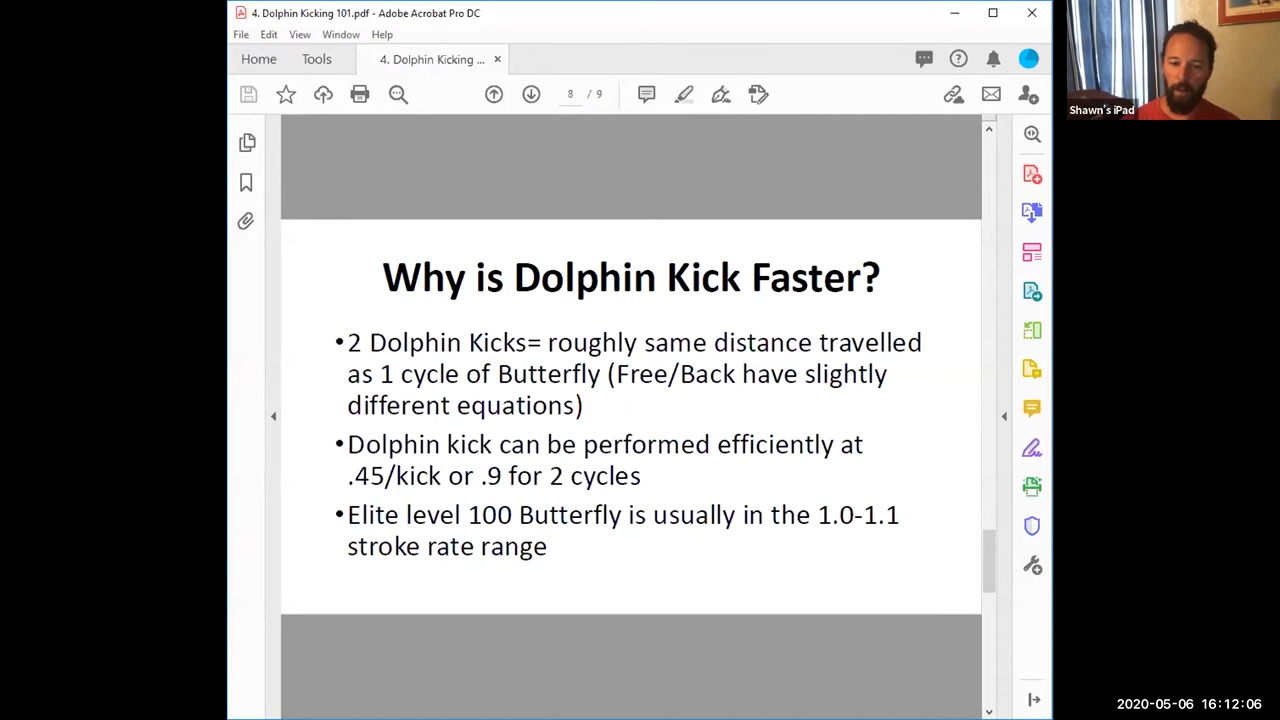 4. Dolphin Kicking 101.pdf - Adobe Acrobat Pro DC
File Edit View Window Help
Home Tools 4. Dolphin Kicking ... ×
8 / 9
Shawn's iPad
Why is Dolphin Kick Faster?
•2 Dolphin Kicks= roughly same distance travelled
as 1 cycle of Butterfly (Free/Back have slightly
different equations)
•Dolphin kick can be performed efficiently at
.45/kick or .9 for 2 cycles
•Elite level 100 Butterfly is usually in the 1.0-1.1
stroke rate range
2020-05-06 16:12:06